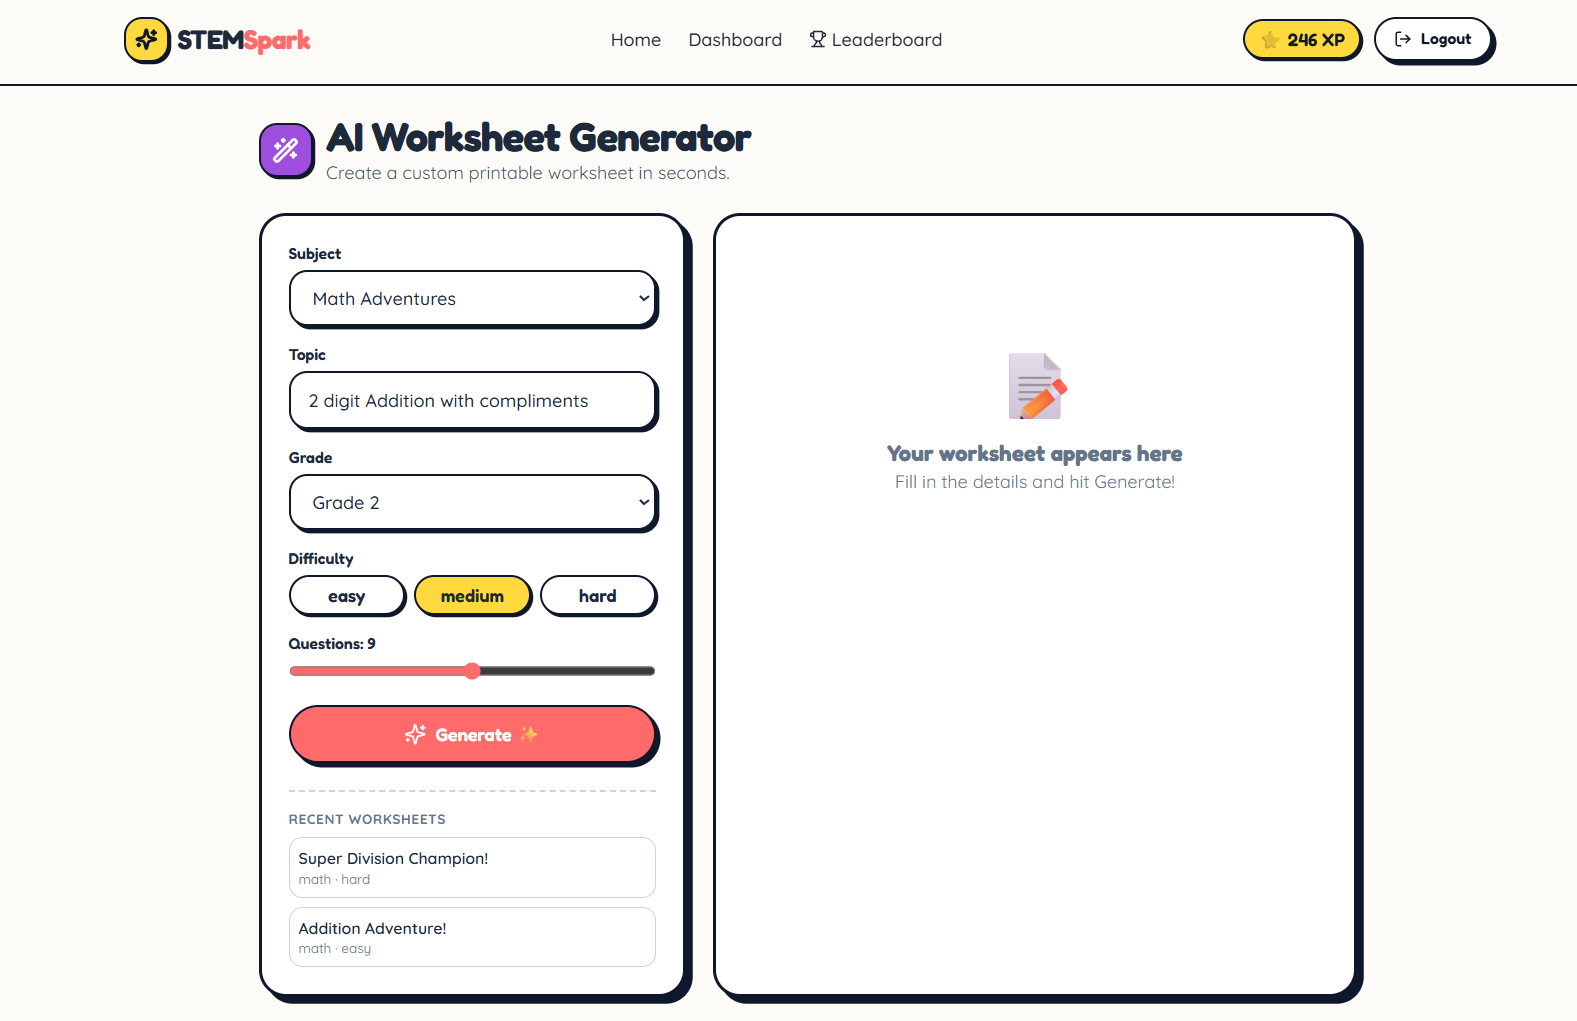 STEMSpark
Home
Dashboard
Leaderboard
246 XP
Logout
AI Worksheet Generator
Create a custom printable worksheet in seconds.
Subject
Math Adventures
Topic
2 digit Addition with compliments
Grade
Grade 2
Difficulty
easy
medium
hard
Questions: 9
Generate ✨
RECENT WORKSHEETS
Super Division Champion!
math · hard
Addition Adventure!
math · easy
Your worksheet appears here
Fill in the details and hit Generate!